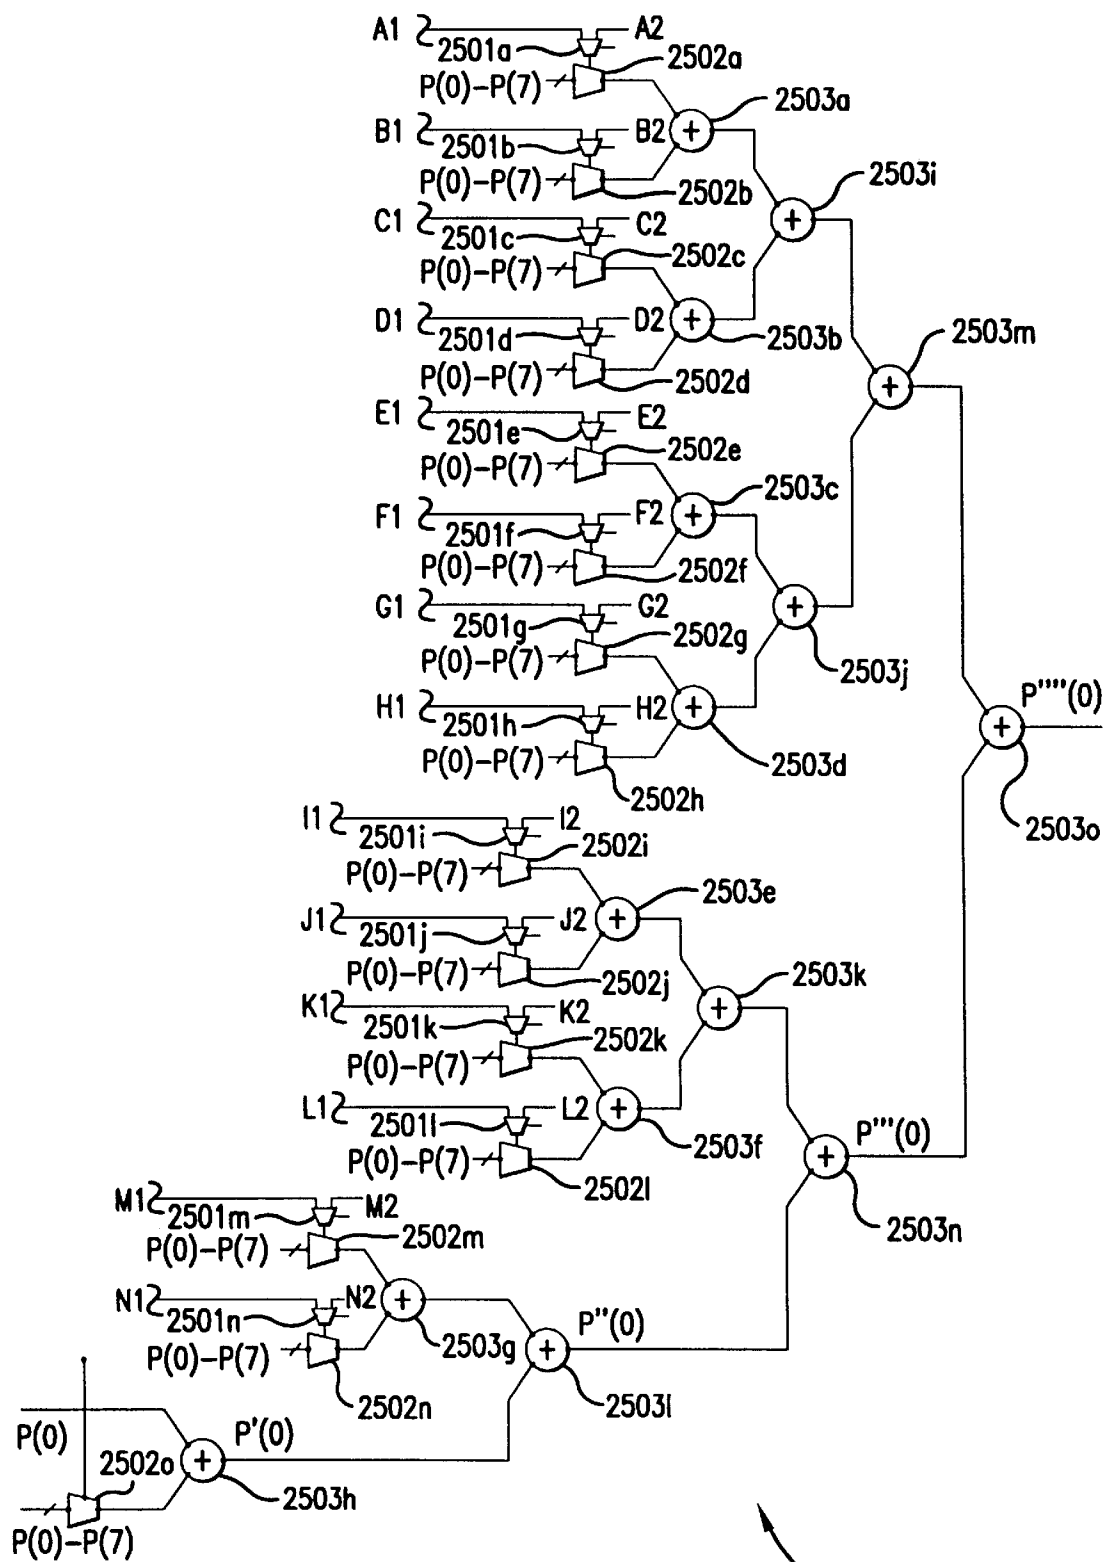 A1 A2
2501a 2502a
P(0)-P(7)
2503a
B1 B2
2501b
P(0)-P(7) 2502b
2503i
C1 C2
2501c 2502c
P(0)-P(7)
D1 D2
2501d 2503b 2503m
P(0)-P(7) 2502d
E1 E2
2501e 2502e
P(0)-P(7)
2503c
F1 F2
2501f
P(0)-P(7) 2502f
G1 G2
2501g 2502g
P(0)-P(7)
2503j
H1 H2 P''''(0)
2501h
P(0)-P(7) 2503d
2502h
I1 I2 2503o
2501i 2502i
P(0)-P(7)
2503e
J1 J2
2501j
P(0)-P(7) 2502j 2503k
K1 K2
2501k 2502k
P(0)-P(7)
L1 L2
2501l 2503f P'''(0)
P(0)-P(7) 2502l
M1 M2
2501m 2502m 2503n
P(0)-P(7)
N1 N2
2501n P''(0)
P(0)-P(7) 2503g
2502n 2503l
P(0) P'(0)
2502o
2503h
P(0)-P(7)